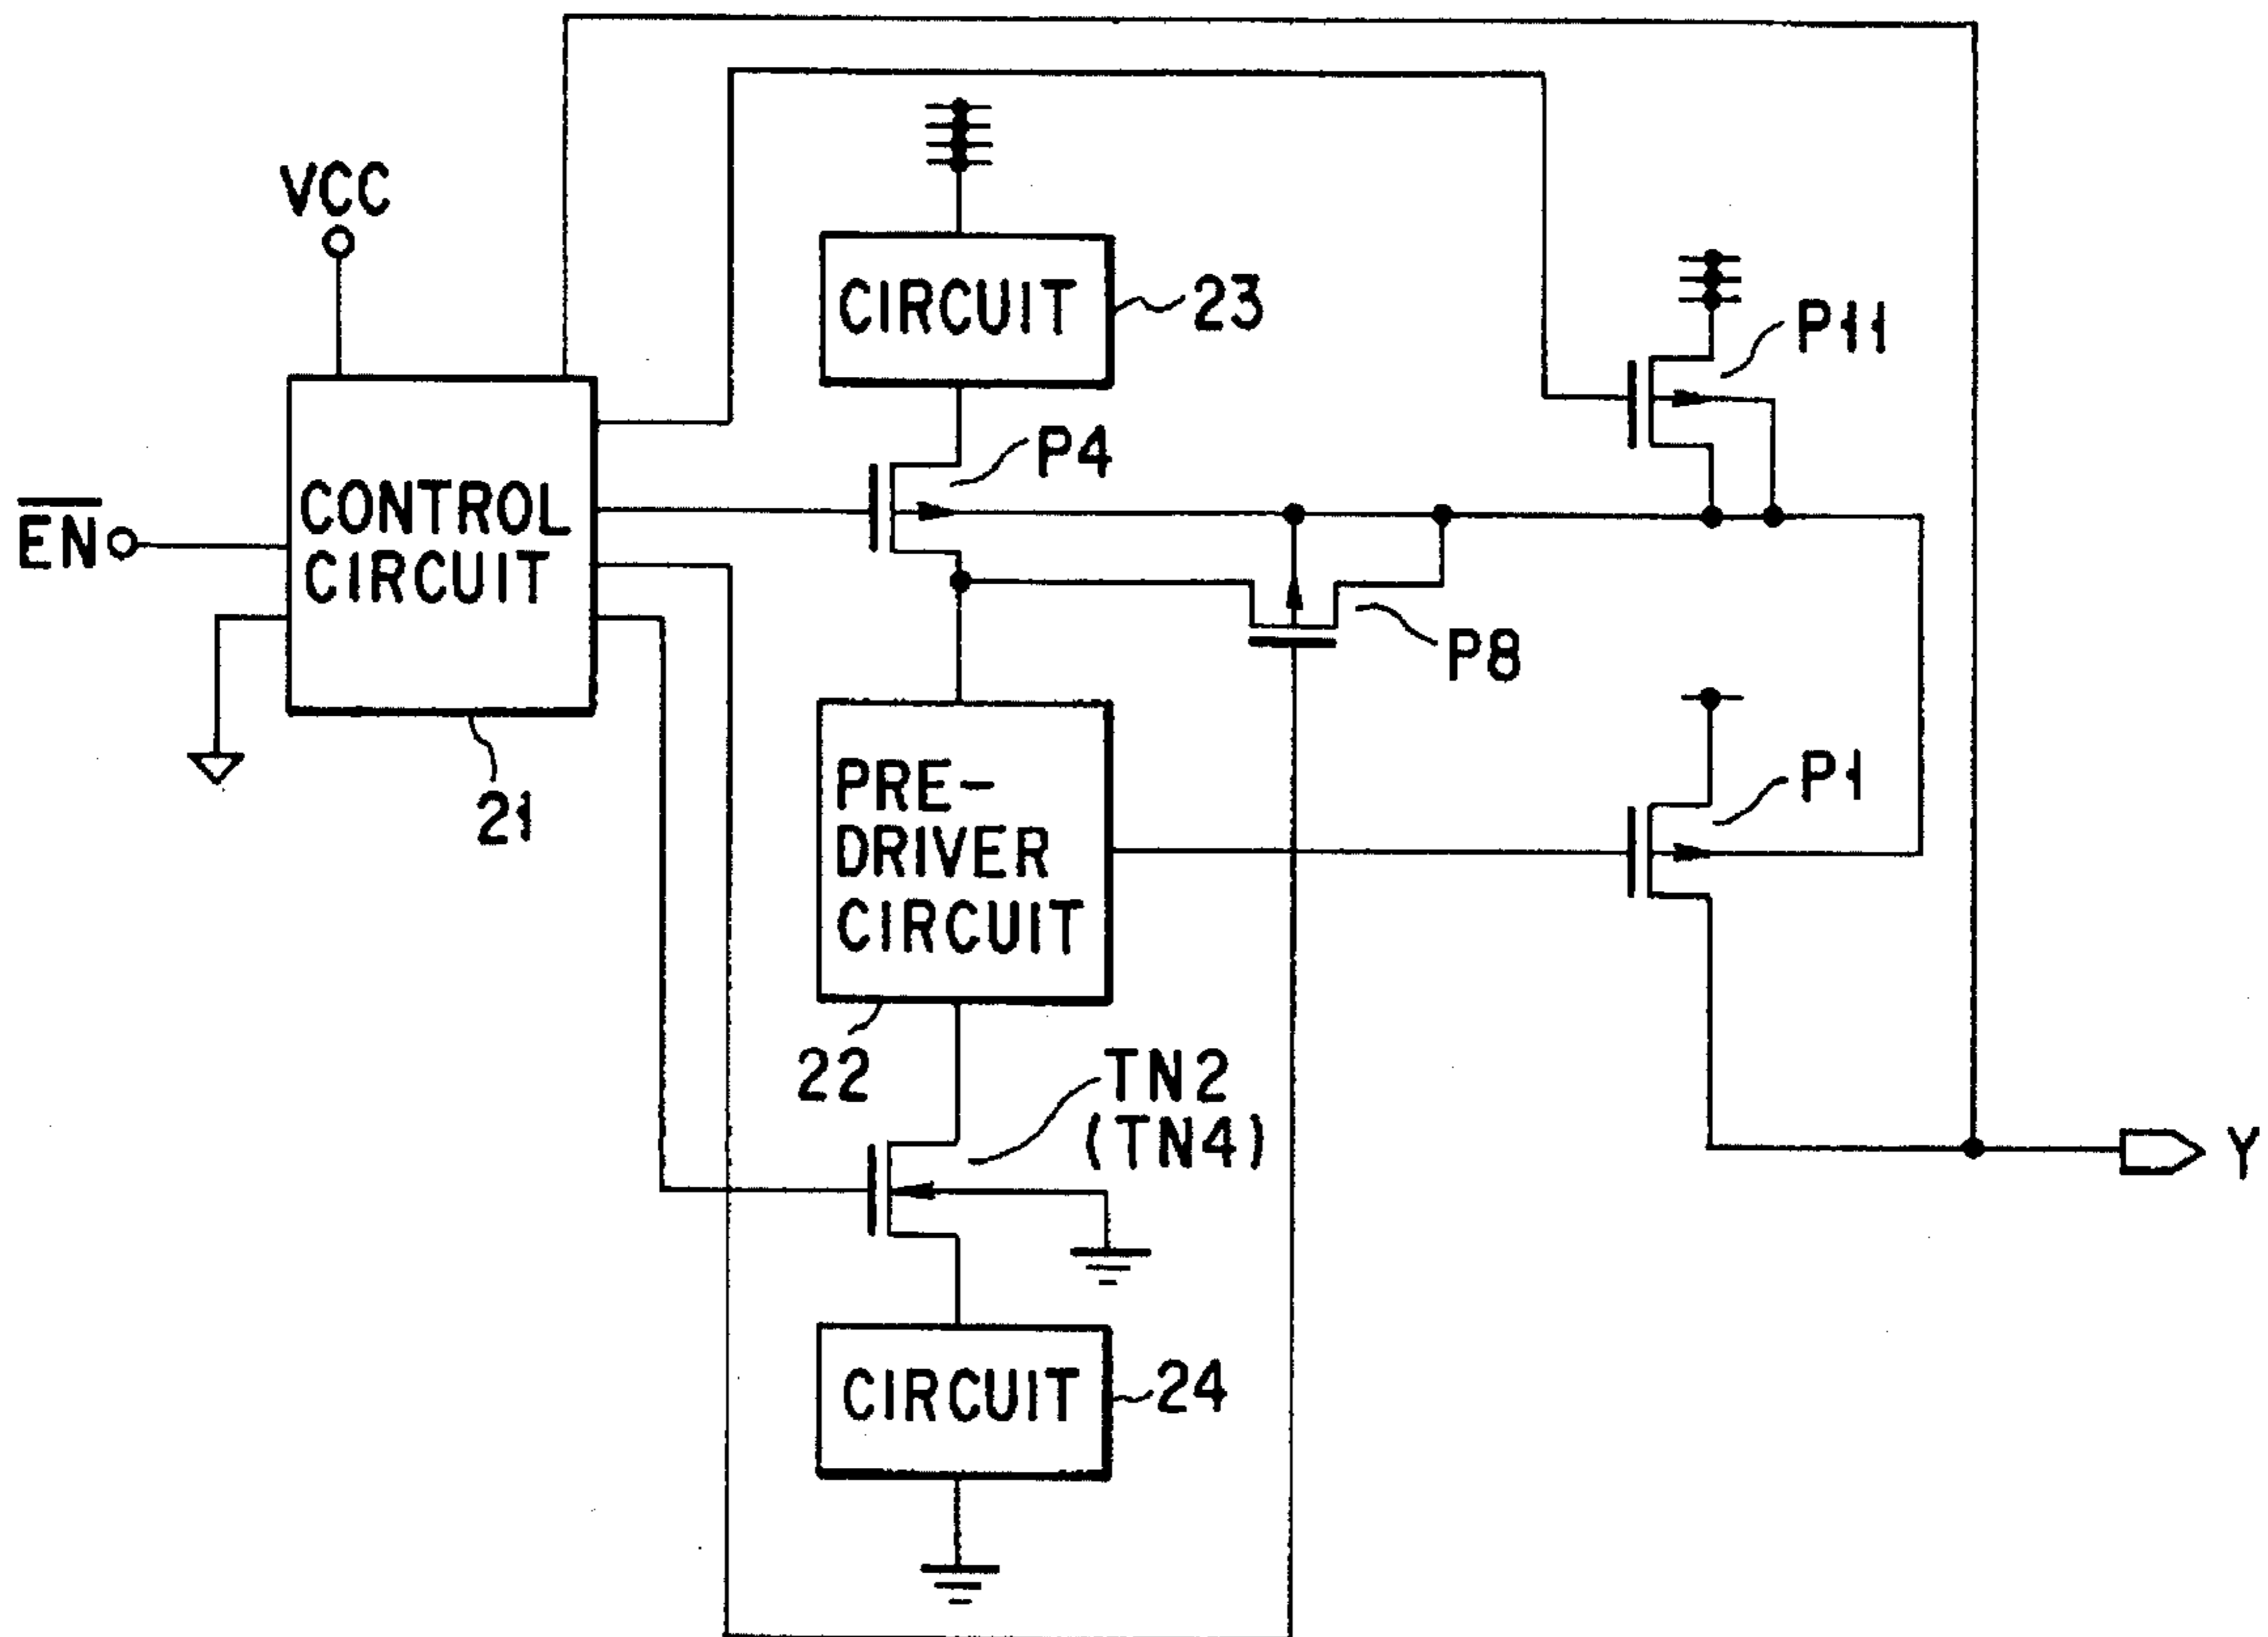 VCC
CIRCUIT
23
P11
P4
EN
CONTROL
CIRCUIT
P8
21
PRE-
DRIVER
CIRCUIT
P1
22
TN2
(TN4)
Y
CIRCUIT
24